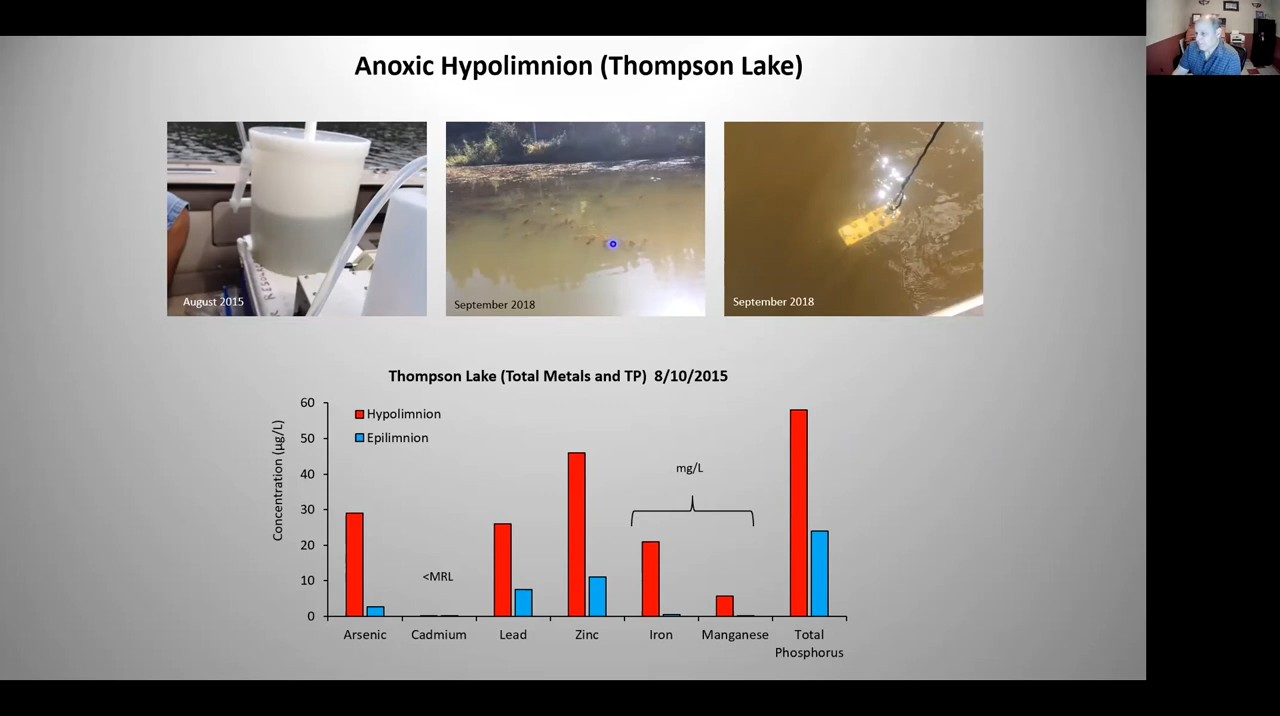 Anoxic Hypolimnion (Thompson Lake)
August 2015
September 2018
September 2018
Thompson Lake (Total Metals and TP) 8/10/2015
Concentration (µg/L)
60
50
40
30
20
10
0
Hypolimnion
Epilimnion
mg/L
<MRL
Arsenic
Cadmium
Lead
Zinc
Iron
Manganese
Total
Phosphorus